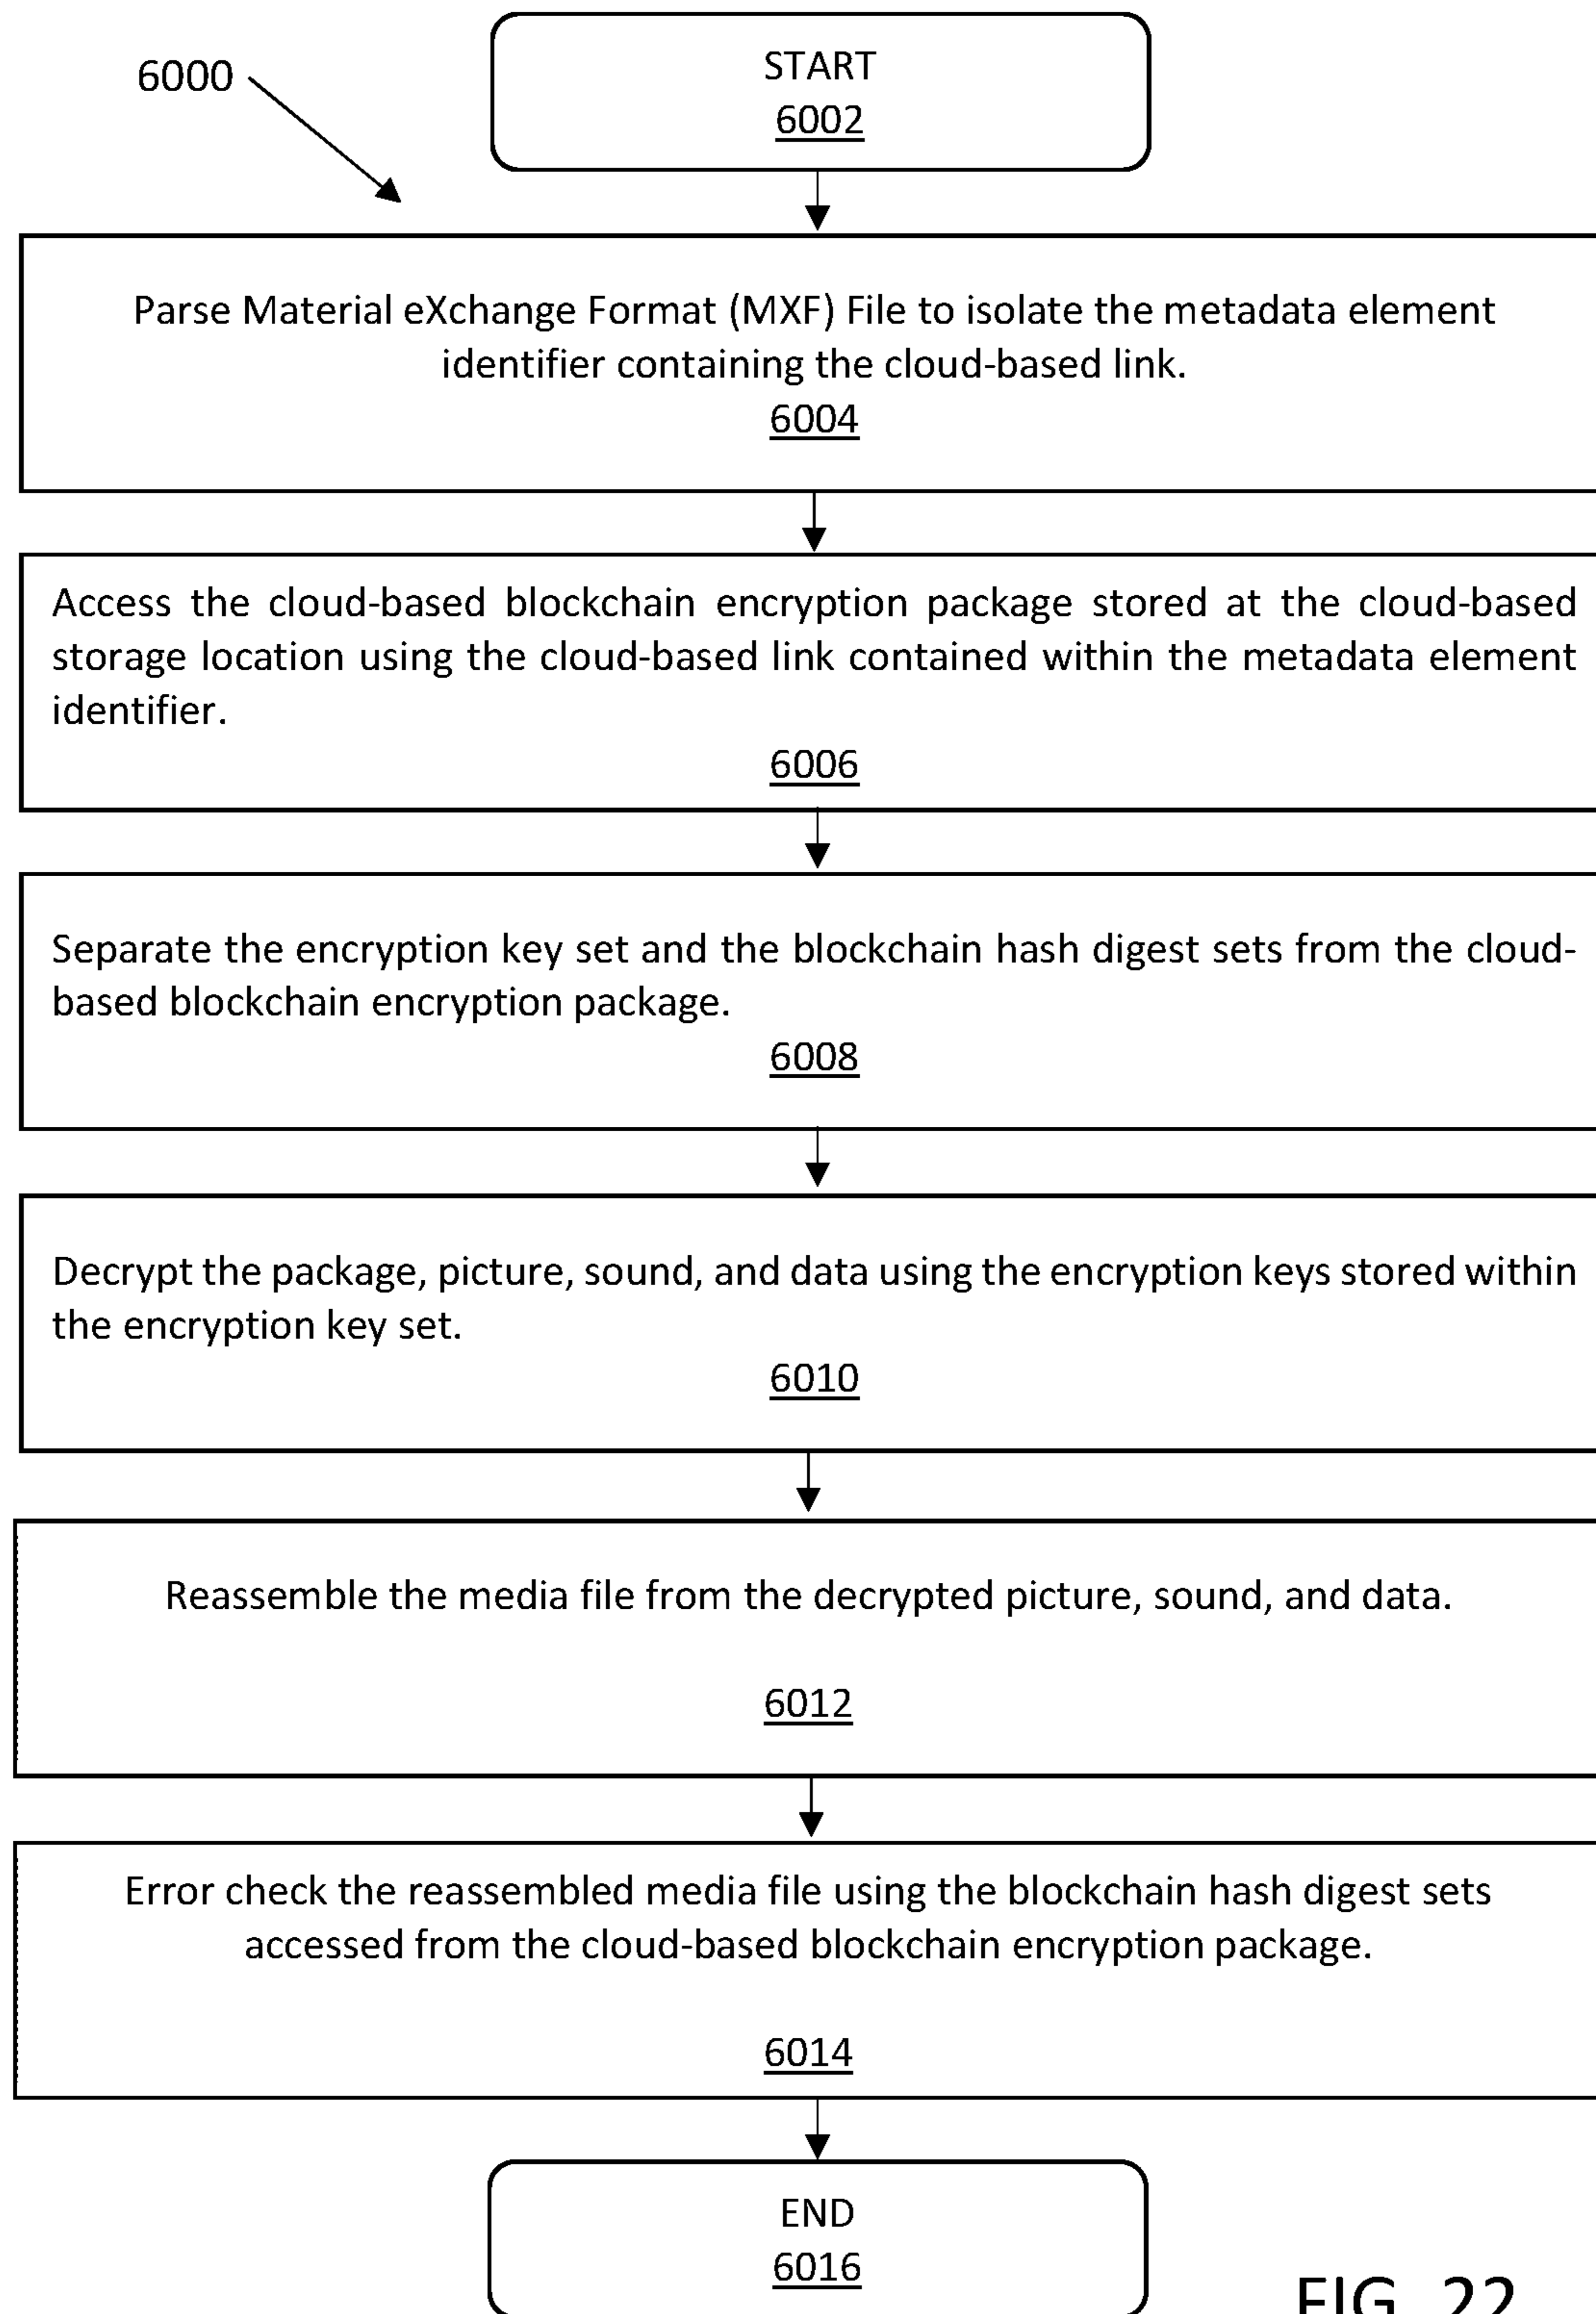 6000
START
6002
Parse Material eXchange Format (MXF) File to isolate the metadata element
identifier containing the cloud-based link.
6004
Access the cloud-based blockchain encryption package stored at the cloud-based
storage location using the cloud-based link contained within the metadata element
identifier.
6006
Separate the encryption key set and the blockchain hash digest sets from the cloud-
based blockchain encryption package.
6008
Decrypt the package, picture, sound, and data using the encryption keys stored within
the encryption key set.
6010
Reassemble the media file from the decrypted picture, sound, and data.
6012
Error check the reassembled media file using the blockchain hash digest sets
accessed from the cloud-based blockchain encryption package.
6014
END
6016
FIG. 22